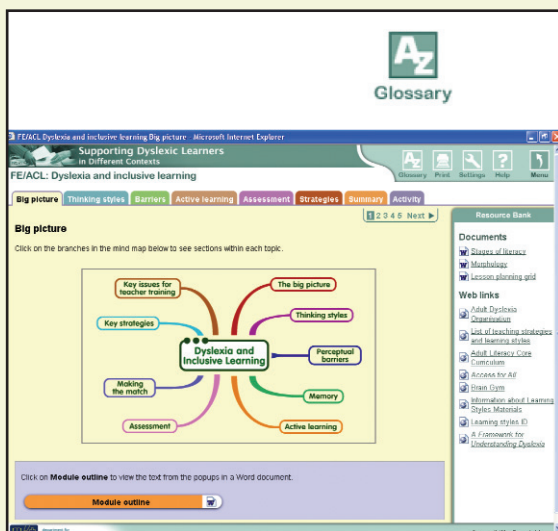 AZ
Glossary
FE/ACL Dyslexia and inclusive learning Big picture - Microsoft Internet Explorer
Supporting Dyslexic Learners
in Different Contexts
AZ
?
Glossary Print Settings Help Menu
FE/ACL: Dyslexia and inclusive learning
Big picture Thinking styles Barriers Active learning Assessment Strategies Summary Activity
1 2 3 4 5 Next
Big picture
Click on the branches in the mind map below to see sections within each topic.
Key issues for
teacher training
The big picture
Key strategies
Thinking styles
Dyslexia and
Inclusive Learning
Perceptual
barriers
Making
the match
Memory
Assessment
Active learning
Click on Module outline to view the text from the popups in a Word document.
Module outline
Resource Bank
Documents
Stages of literacy
Morphology
Lesson planning grid
Web links
Adult Dyslexia
Organisation
List of teaching strategies
and learning styles
Adult Literacy Core
Curriculum
Access for All
Brain Gym
Information about Learning
Styles Materials
Learning styles ID
A Framework for
Understanding Dyslexia